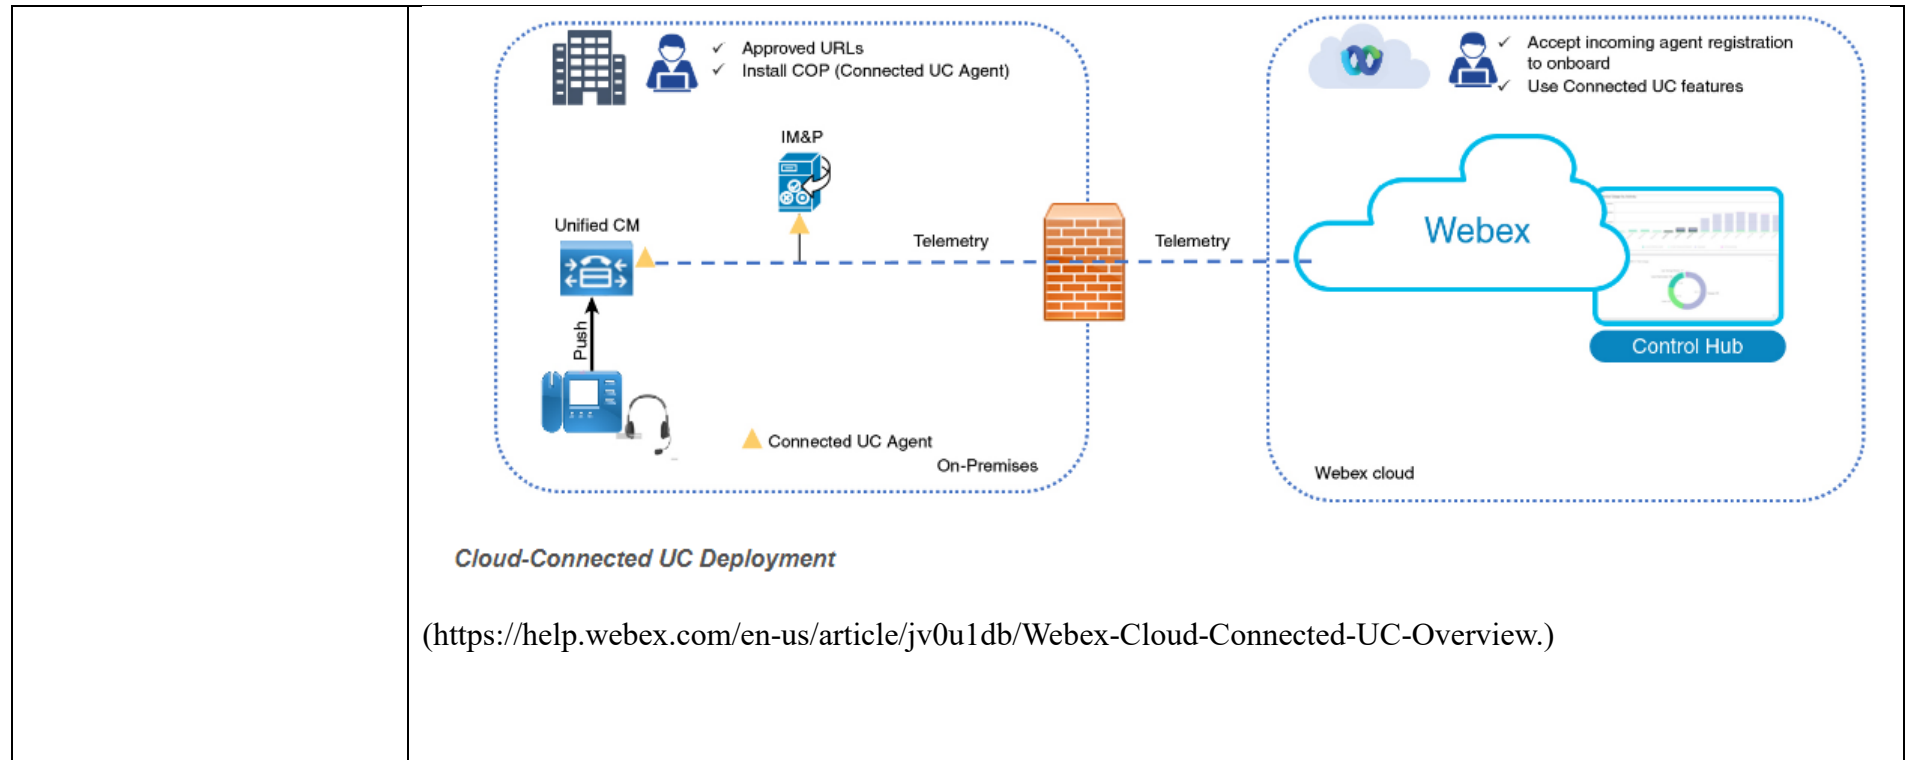 ✓ Approved URLs
✓ Install COP (Connected UC Agent)
IM&P
Unified CM
Telemetry
Push
Connected UC Agent
On-Premises
Telemetry
✓ Accept incoming agent registration
to onboard
✓ Use Connected UC features
Webex
Control Hub
Webex cloud
Cloud-Connected UC Deployment
(https://help.webex.com/en-us/article/jv0u1db/Webex-Cloud-Connected-UC-Overview.)